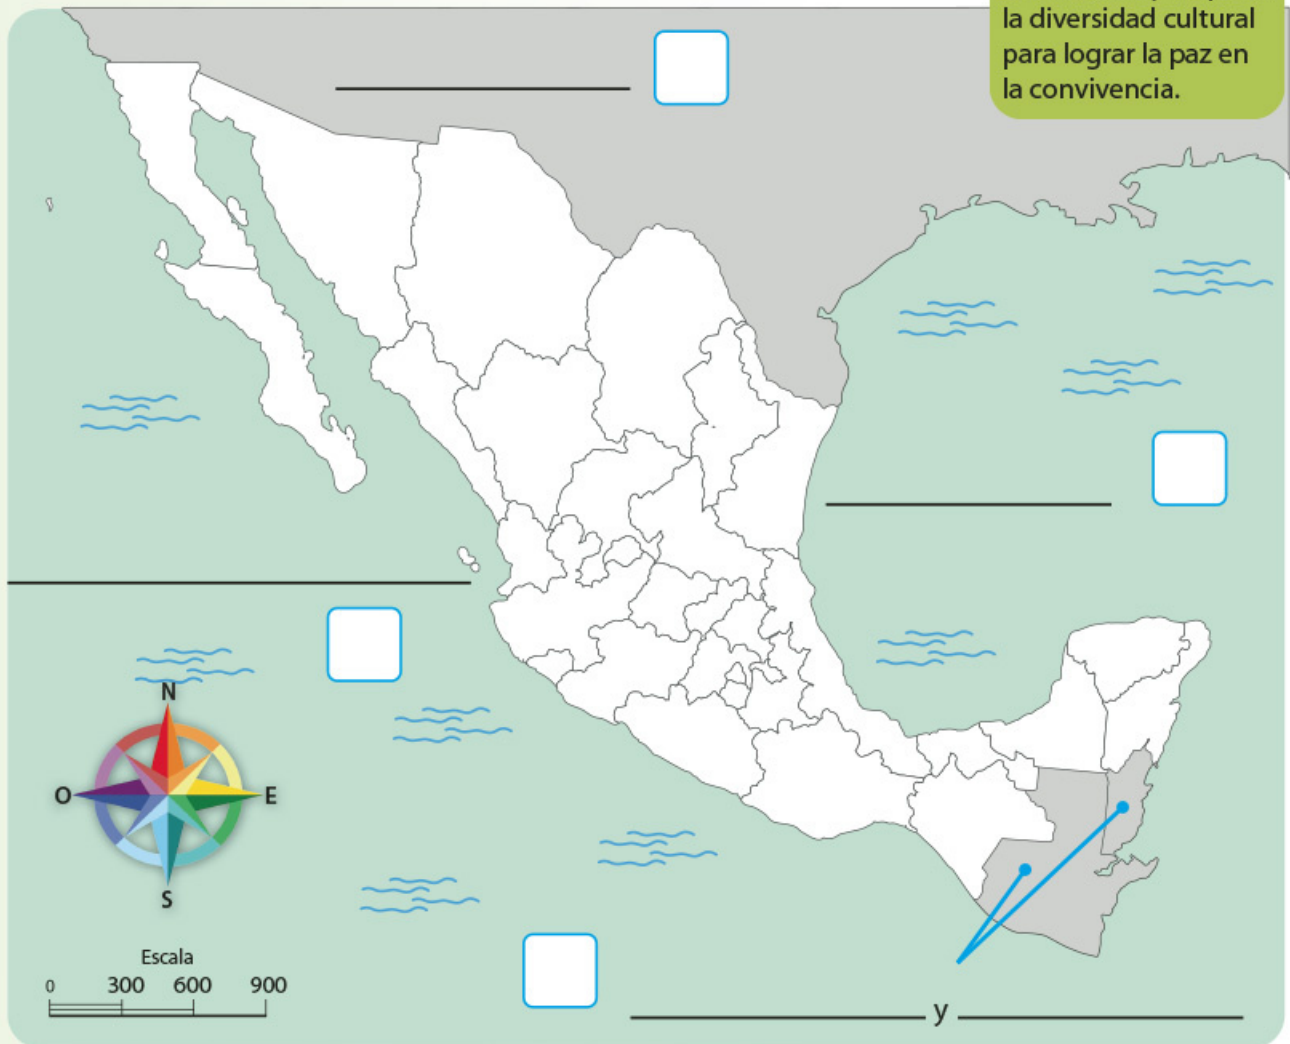 la diversidad cultural
para lograr la paz en
la convivencia.
N
O
E
S
Escala
0 300 600 900
y